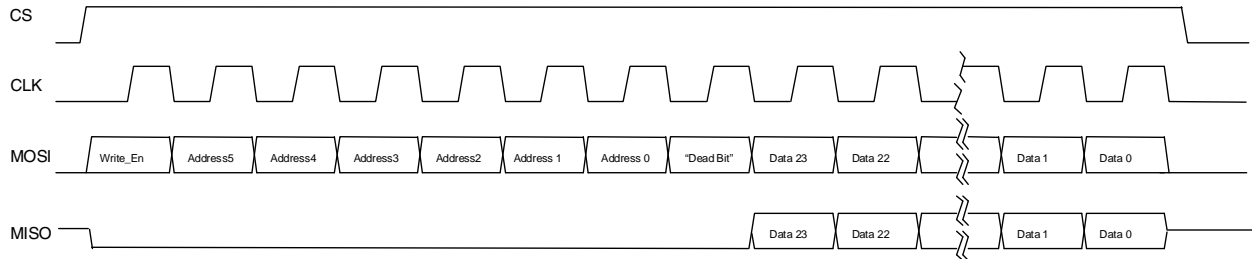 CS
CLK
MOSI Write_En Address5 Address4 Address3 Address2 Address 1 Address 0 “Dead Bit” Data 23 Data 22 Data 1 Data 0
MISO Data 23 Data 22 Data 1 Data 0